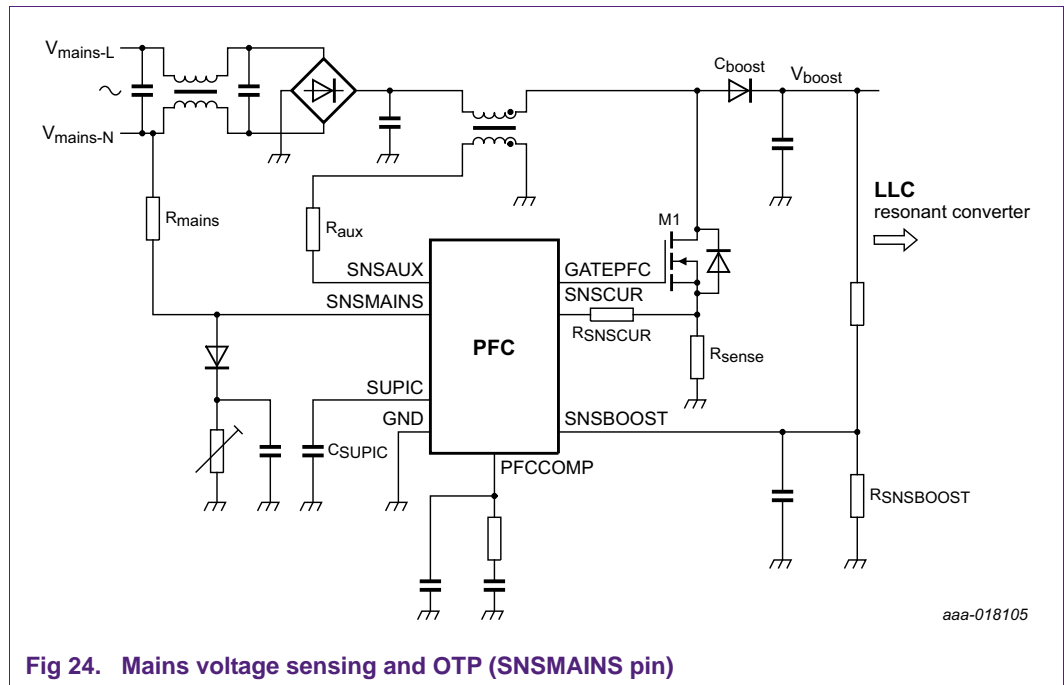 Vmains-L
Cboost
Vboost
Vmains-N
LLC
resonant converter
Rmains
M1
Raux
SNSAUX
GATEPFC
SNSMAINS
SNSCUR
PFC
RSNSCUR
Rsense
SUPIC
GND
SNSBOOST
CSUPIC
PFCCOMP
RSNSBOOST
aaa-018105
Fig 24. Mains voltage sensing and OTP (SNSMAINS pin)